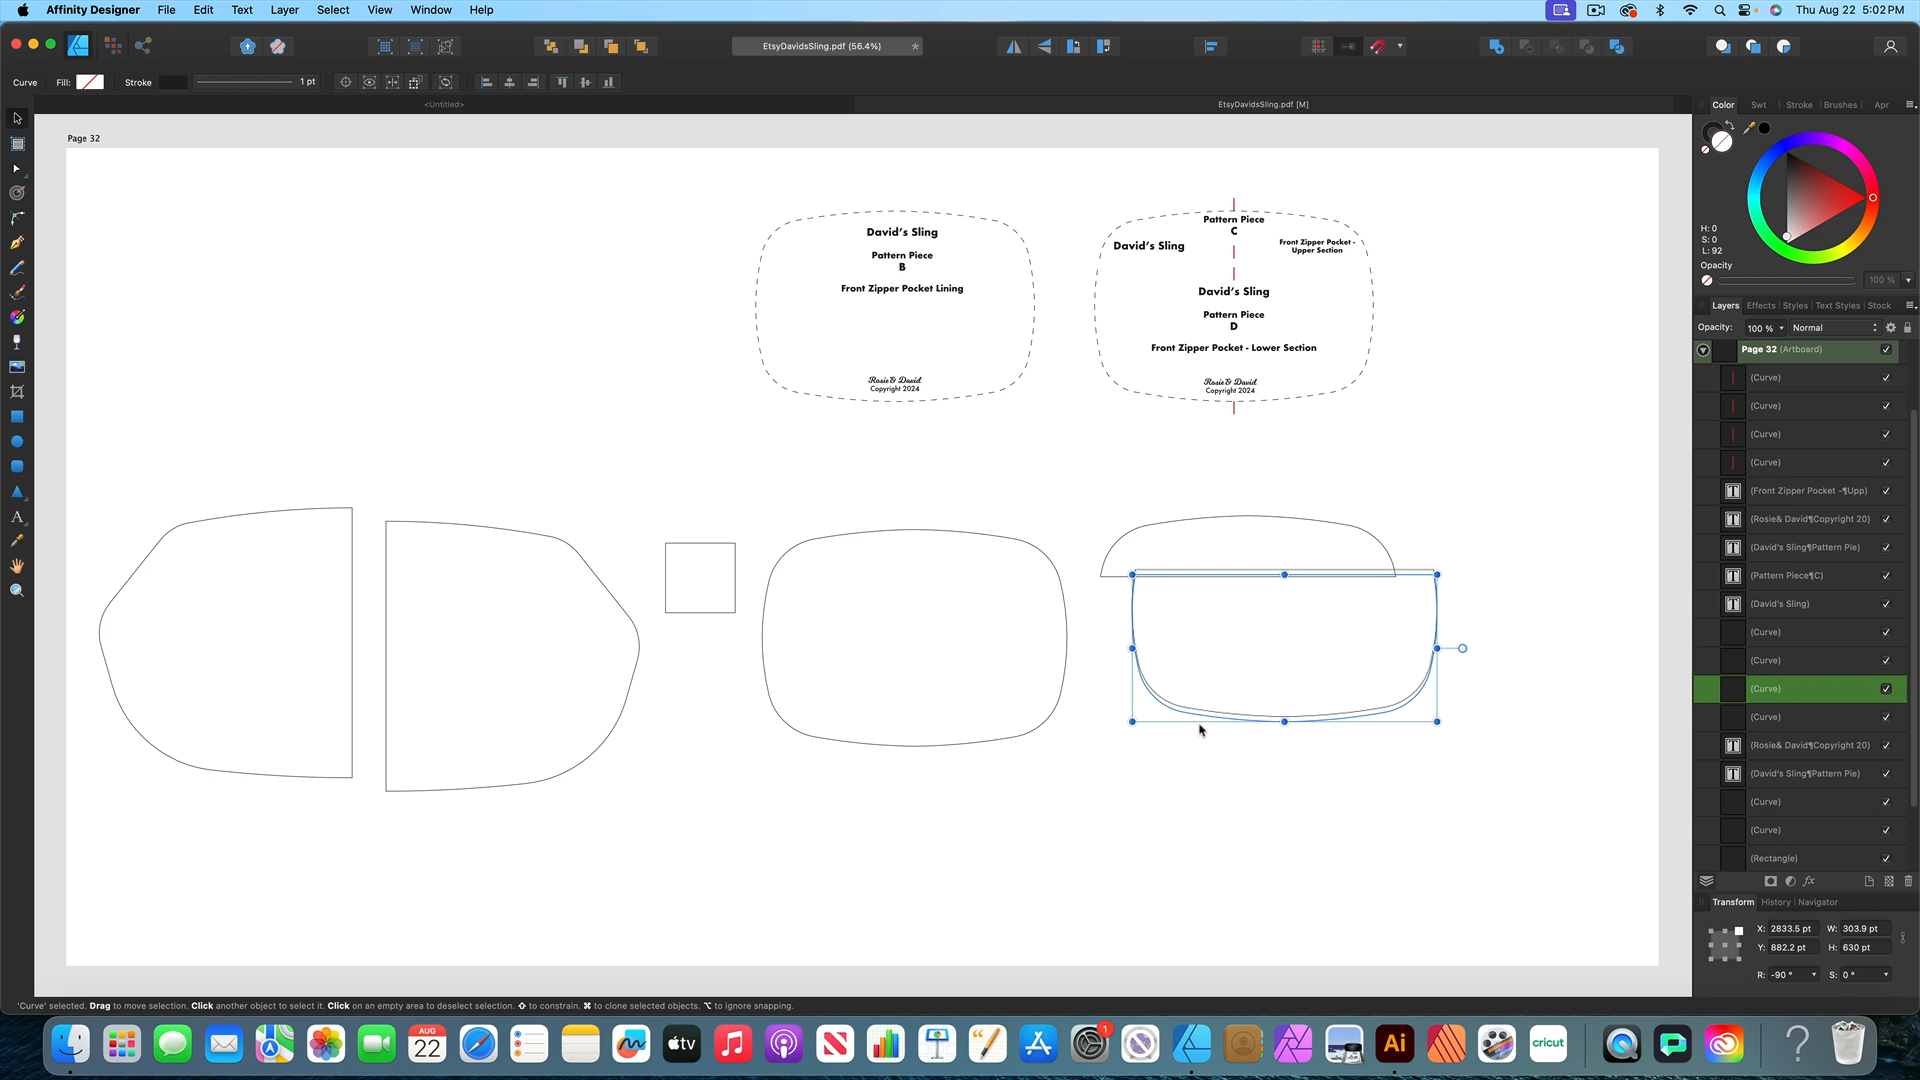 Affinity Designer File Edit Text Layer Select View Window Help Thu Aug 22 5:02 PM
EtsyDavidsSling.pdf (56.4%)
Curve Fill: Stroke 1 pt
<Untitled> EtsyDavidsSling.pdf [M]
Color Swt Stroke Brushes Apr
Page 32
H: 0
S: 0
L: 92
Opacity
100 %
Layers Effects Styles Text Styles Stock
Opacity: 100 % Normal
Page 32 (Artboard)
(Curve)
(Curve)
(Curve)
(Curve)
(Front Zipper Pocket -¶Upp)
(Rosie& David¶Copyright 20)
(David's Sling¶Pattern Pie)
(Pattern Piece¶C)
(David's Sling)
(Curve)
(Curve)
(Curve)
(Curve)
(Rosie& David¶Copyright 20)
(David's Sling¶Pattern Pie)
(Curve)
(Curve)
(Rectangle)
Transform History Navigator
X: 2833.5 pt W: 303.9 pt
Y: 882.2 pt H: 630 pt
R: -90 ° S: 0 °
David's Sling
Pattern Piece
B
Front Zipper Pocket Lining
Rosie & David
Copyright 2024
Pattern Piece
C
David's Sling
Front Zipper Pocket -
Upper Section
David's Sling
Pattern Piece
D
Front Zipper Pocket - Lower Section
Rosie & David
Copyright 2024
'Curve' selected. Drag to move selection. Click another object to select it. Click on an empty area to deselect selection. ⇧ to constrain. ⌘ to clone selected objects. ⌥ to ignore snapping.
AUG
22
tv
1
Ai
cricut